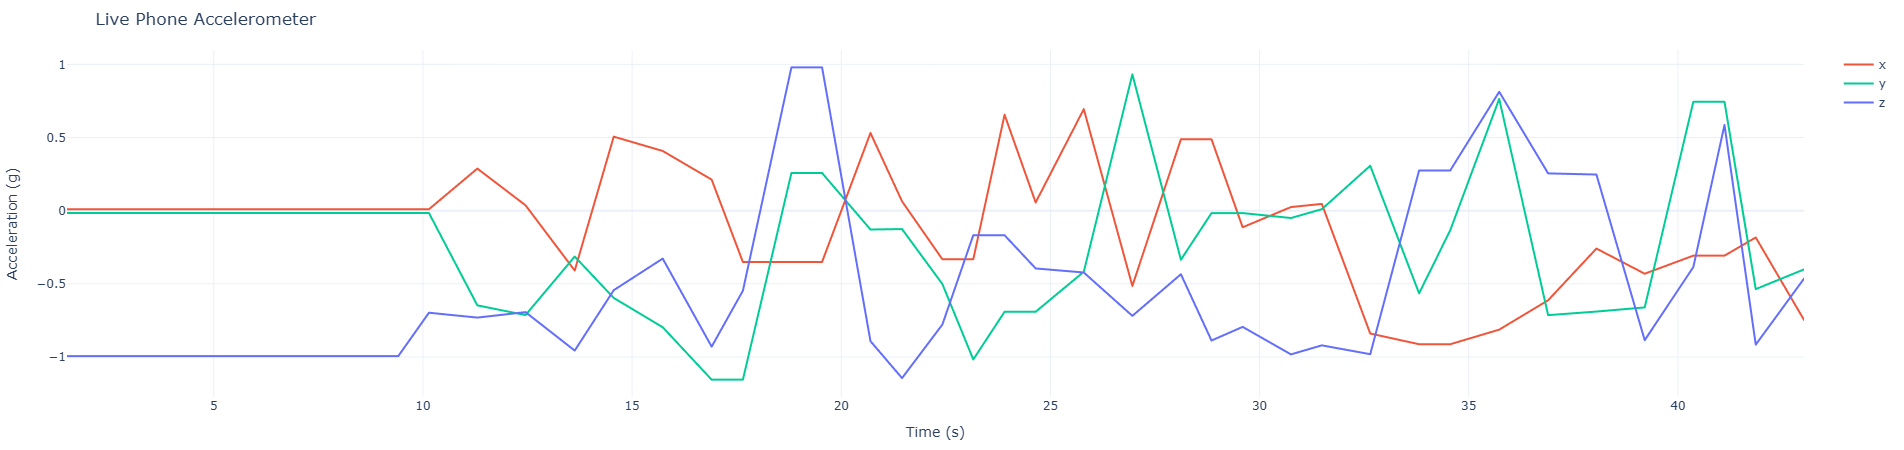 Live Phone Accelerometer
x
y
z
Acceleration (g)
1
0.5
0
−0.5
−1
5 10 15 20 25 30 35 40
Time (s)